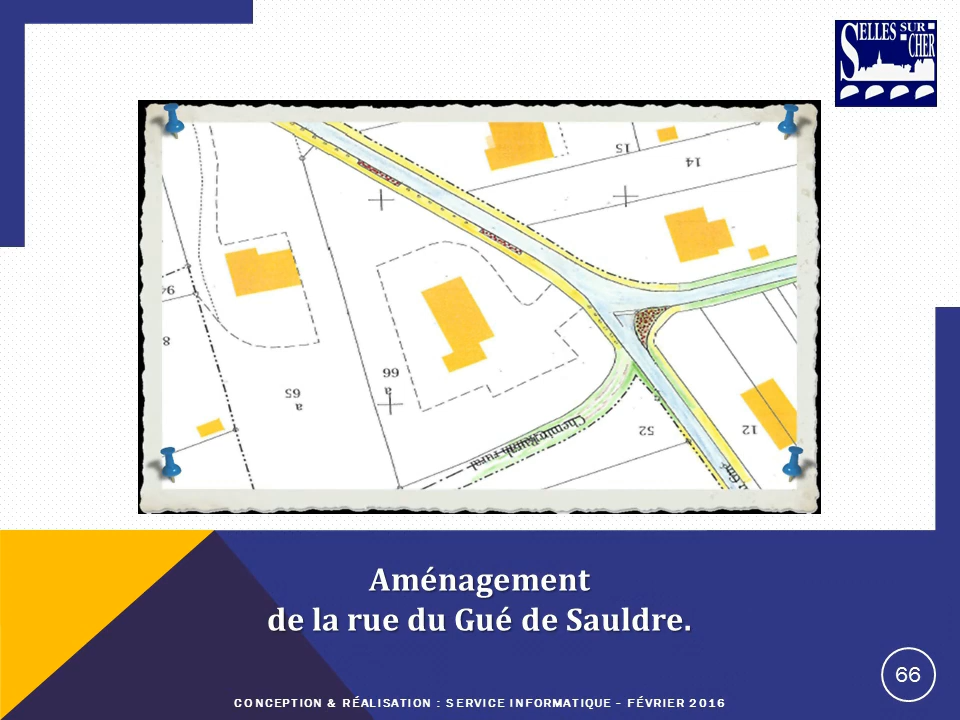 SELLES SUR
CHER
15
14
94
8
66
a
65
a
52
12
Aménagement
de la rue du Gué de Sauldre.
66
CONCEPTION & RÉALISATION : SERVICE INFORMATIQUE - FÉVRIER 2016